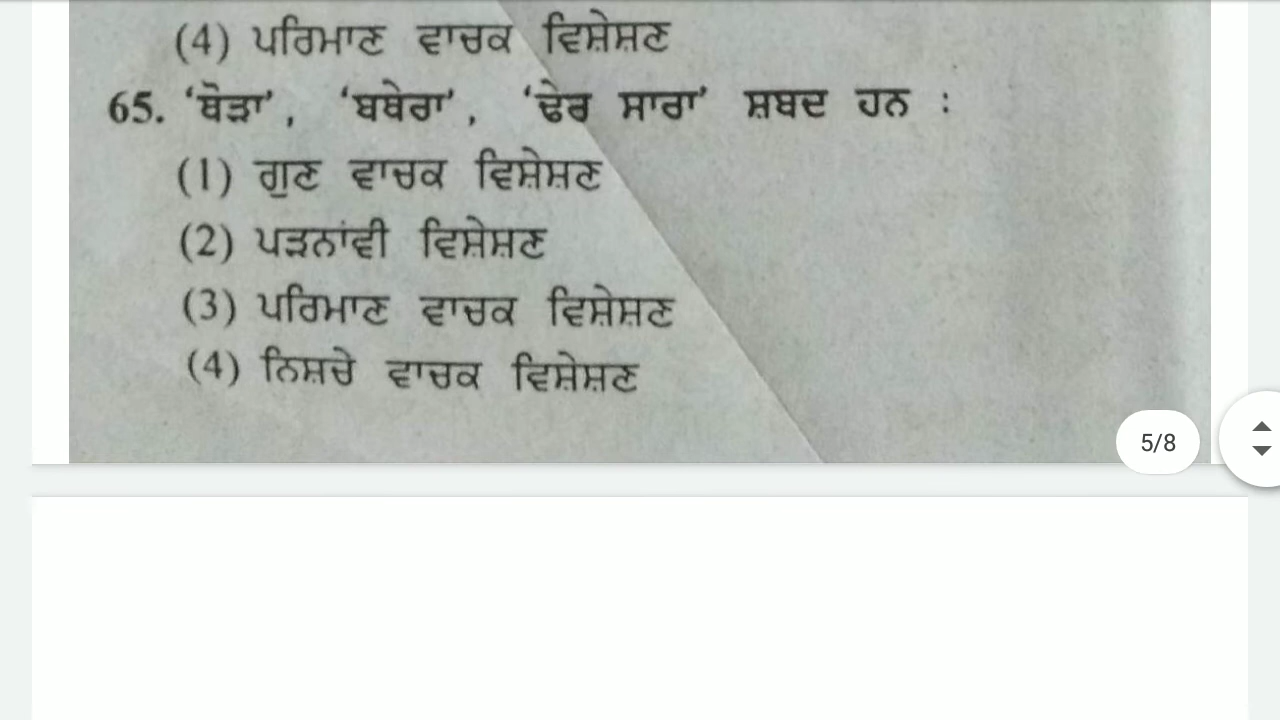 (4) ਪਰਿਮਾਣ ਵਾਚਕ ਵਿਸ਼ੇਸ਼ਣ
65. ‘ਥੋੜਾ’, ‘ਬਥੇਰਾ’, ‘ਢੇਰ ਸਾਰਾ’ ਸ਼ਬਦ ਹਨ :
(1) ਗੁਣ ਵਾਚਕ ਵਿਸ਼ੇਸ਼ਣ
(2) ਪੜਨਾਂਵੀ ਵਿਸ਼ੇਸ਼ਣ
(3) ਪਰਿਮਾਣ ਵਾਚਕ ਵਿਸ਼ੇਸ਼ਣ
(4) ਨਿਸ਼ਚੇ ਵਾਚਕ ਵਿਸ਼ੇਸ਼ਣ
5/8